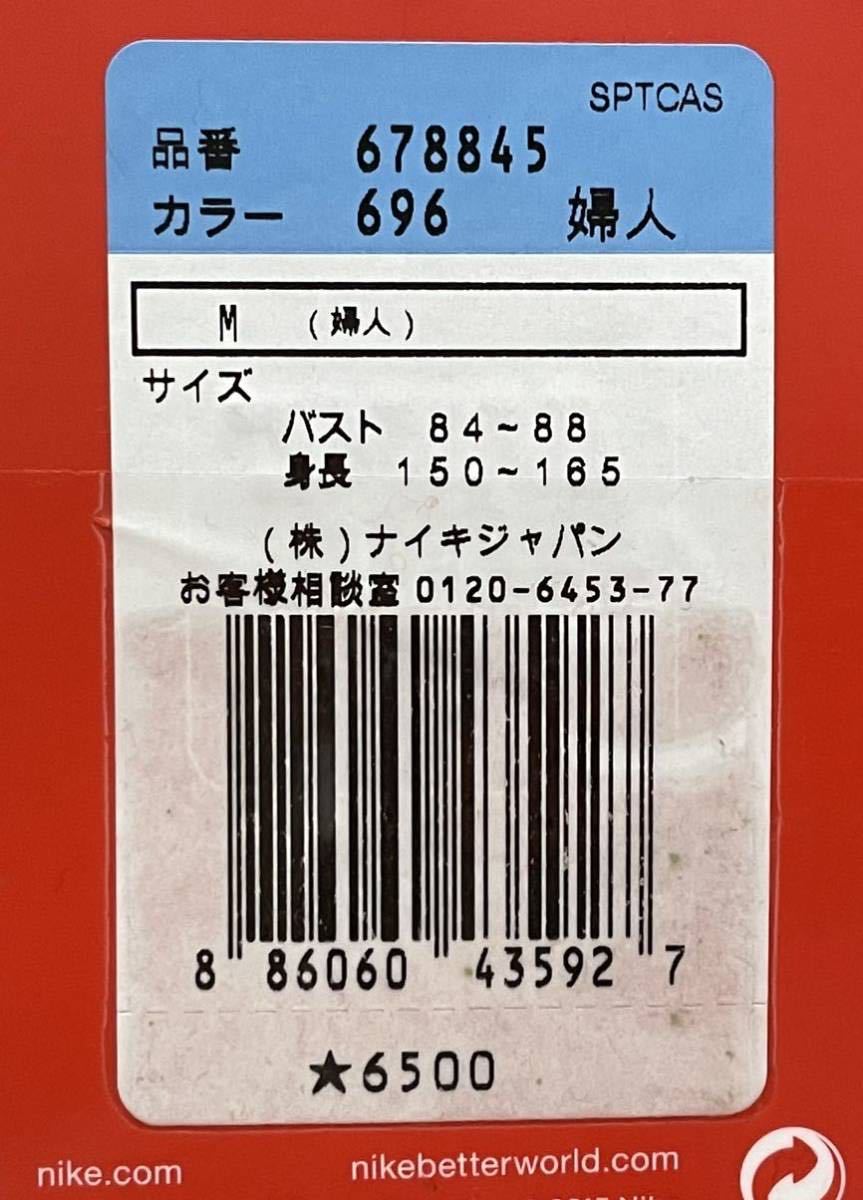 SPTCAS
品番 678845
カラー 696 婦人
M (婦人)
サイズ
バスト 84~88
身長 150~165
(株)ナイキジャパン
お客様相談室 0120-6453-77
8 86060 43592 7
★6500
nike.com nikebetterworld.com